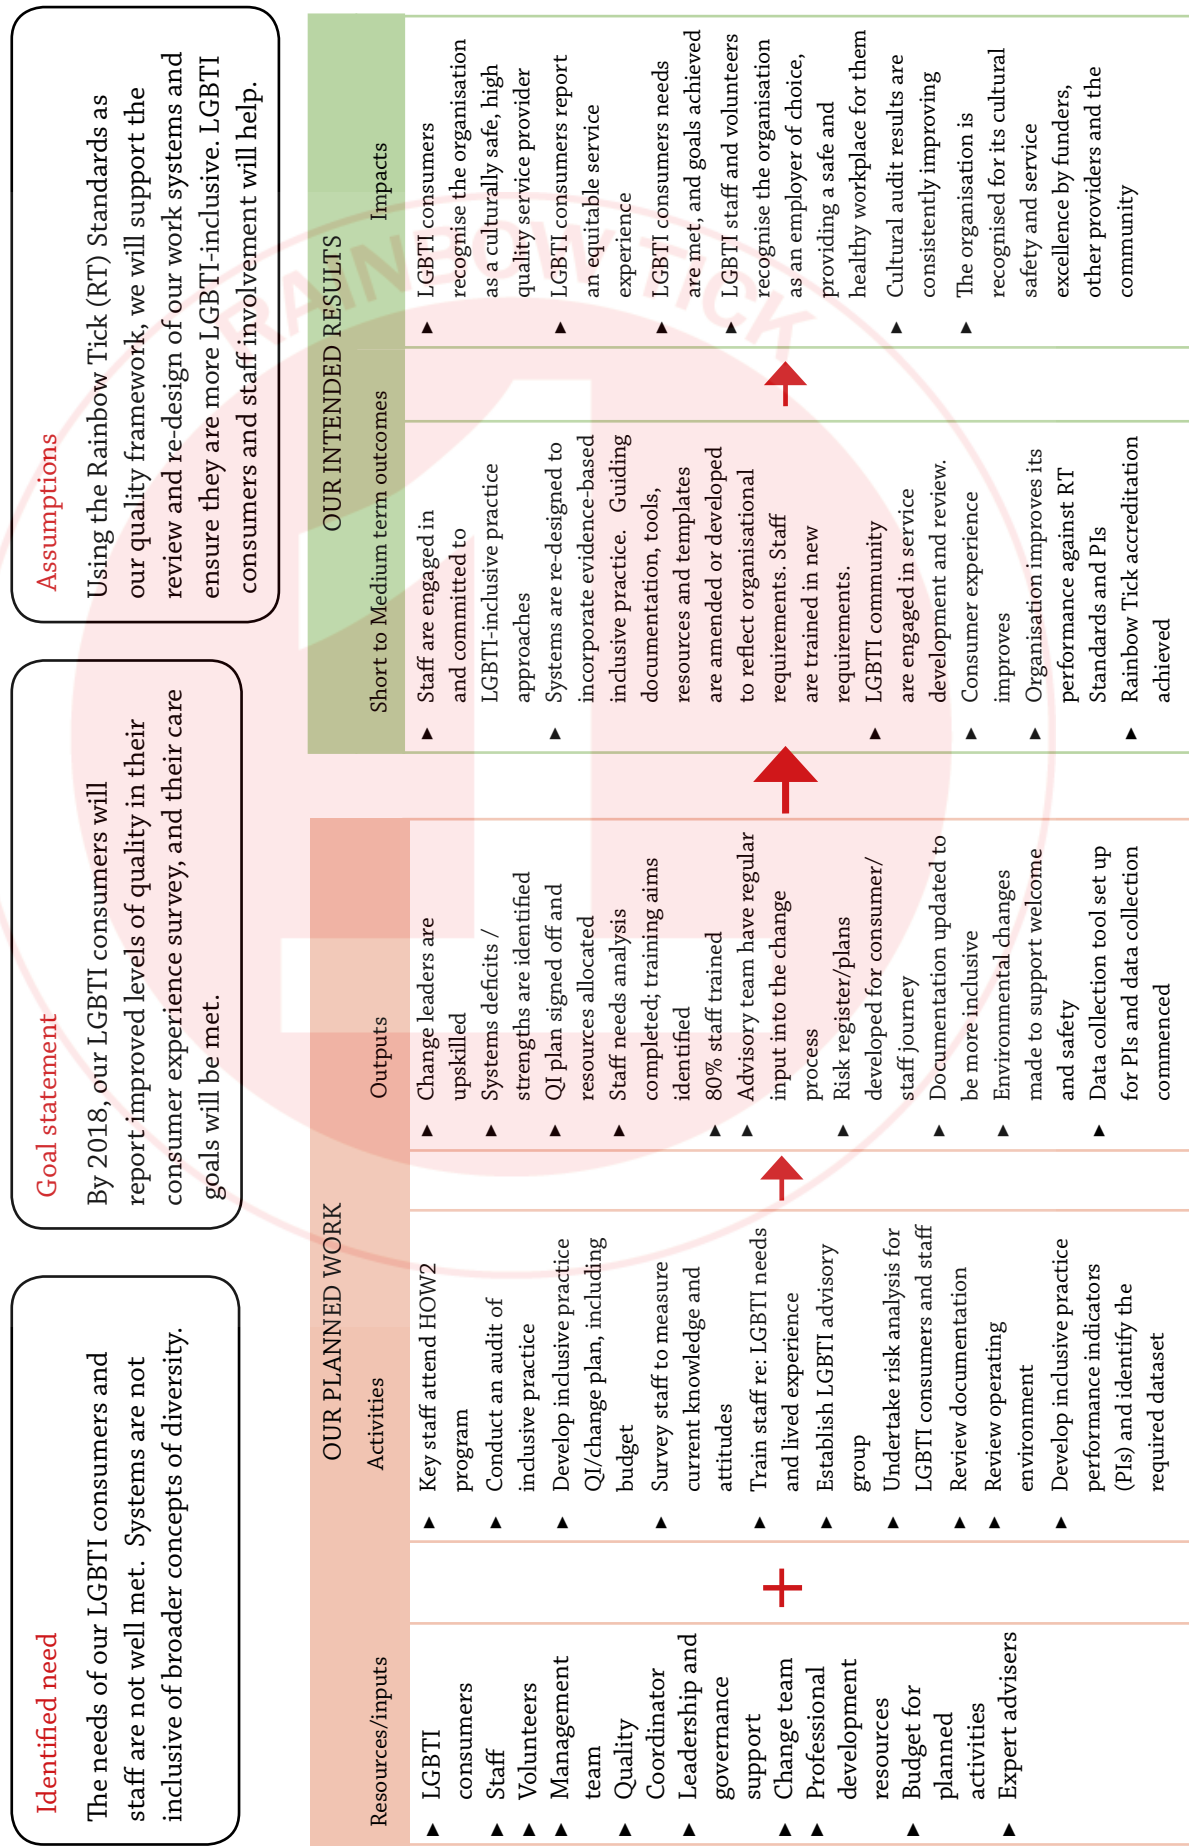 Identified need
The needs of our LGBTI consumers and
staff are not well met. Systems are not
inclusive of broader concepts of diversity.
Goal statement
By 2018, our LGBTI consumers will
report improved levels of quality in their
consumer experience survey, and their care
goals will be met.
Assumptions
Using the Rainbow Tick (RT) Standards as
our quality framework, we will support the
review and re-design of our work systems and
ensure they are more LGBTI-inclusive. LGBTI
consumers and staff involvement will help.
OUR PLANNED WORK
Resources/inputs
▲ LGBTI
consumers
▲ Staff
▲ Volunteers
▲ Management
team
▲ Quality
Coordinator
▲ Leadership and
governance
support
▲ Change team
▲ Professional
development
resources
▲ Budget for
planned
activities
▲ Expert advisers
+
Activities
▲ Key staff attend HOW2
program
▲ Conduct an audit of
inclusive practice
▲ Develop inclusive practice
QI/change plan, including
budget
▲ Survey staff to measure
current knowledge and
attitudes
▲ Train staff re: LGBTI needs
and lived experience
▲ Establish LGBTI advisory
group
▲ Undertake risk analysis for
LGBTI consumers and staff
▲ Review documentation
▲ Review operating
environment
▲ Develop inclusive practice
performance indicators
(PIs) and identify the
required dataset
Outputs
▲ Change leaders are
upskilled
▲ Systems deficits /
strengths are identified
▲ QI plan signed off and
resources allocated
▲ Staff needs analysis
completed; training aims
identified
▲ 80% staff trained
▲ Advisory team have regular
input into the change
process
▲ Risk register/plans
developed for consumer/
staff journey
▲ Documentation updated to
be more inclusive
▲ Environmental changes
made to support welcome
and safety
▲ Data collection tool set up
for PIs and data collection
commenced
OUR INTENDED RESULTS
Short to Medium term outcomes
▲ Staff are engaged in
and committed to
LGBTI-inclusive practice
approaches
▲ Systems are re-designed to
incorporate evidence-based
inclusive practice. Guiding
documentation, tools,
resources and templates
are amended or developed
to reflect organisational
requirements. Staff
are trained in new
requirements.
▲ LGBTI community
are engaged in service
development and review.
▲ Consumer experience
improves
▲ Organisation improves its
performance against RT
Standards and PIs
▲ Rainbow Tick accreditation
achieved
Impacts
▲ LGBTI consumers
recognise the organisation
as a culturally safe, high
quality service provider
▲ LGBTI consumers report
an equitable service
experience
▲ LGBTI consumers needs
are met, and goals achieved
▲ LGBTI staff and volunteers
recognise the organisation
as an employer of choice,
providing a safe and
healthy workplace for them
▲ Cultural audit results are
consistently improving
▲ The organisation is
recognised for its cultural
safety and service
excellence by funders,
other providers and the
community
RAINBOW TICK
1